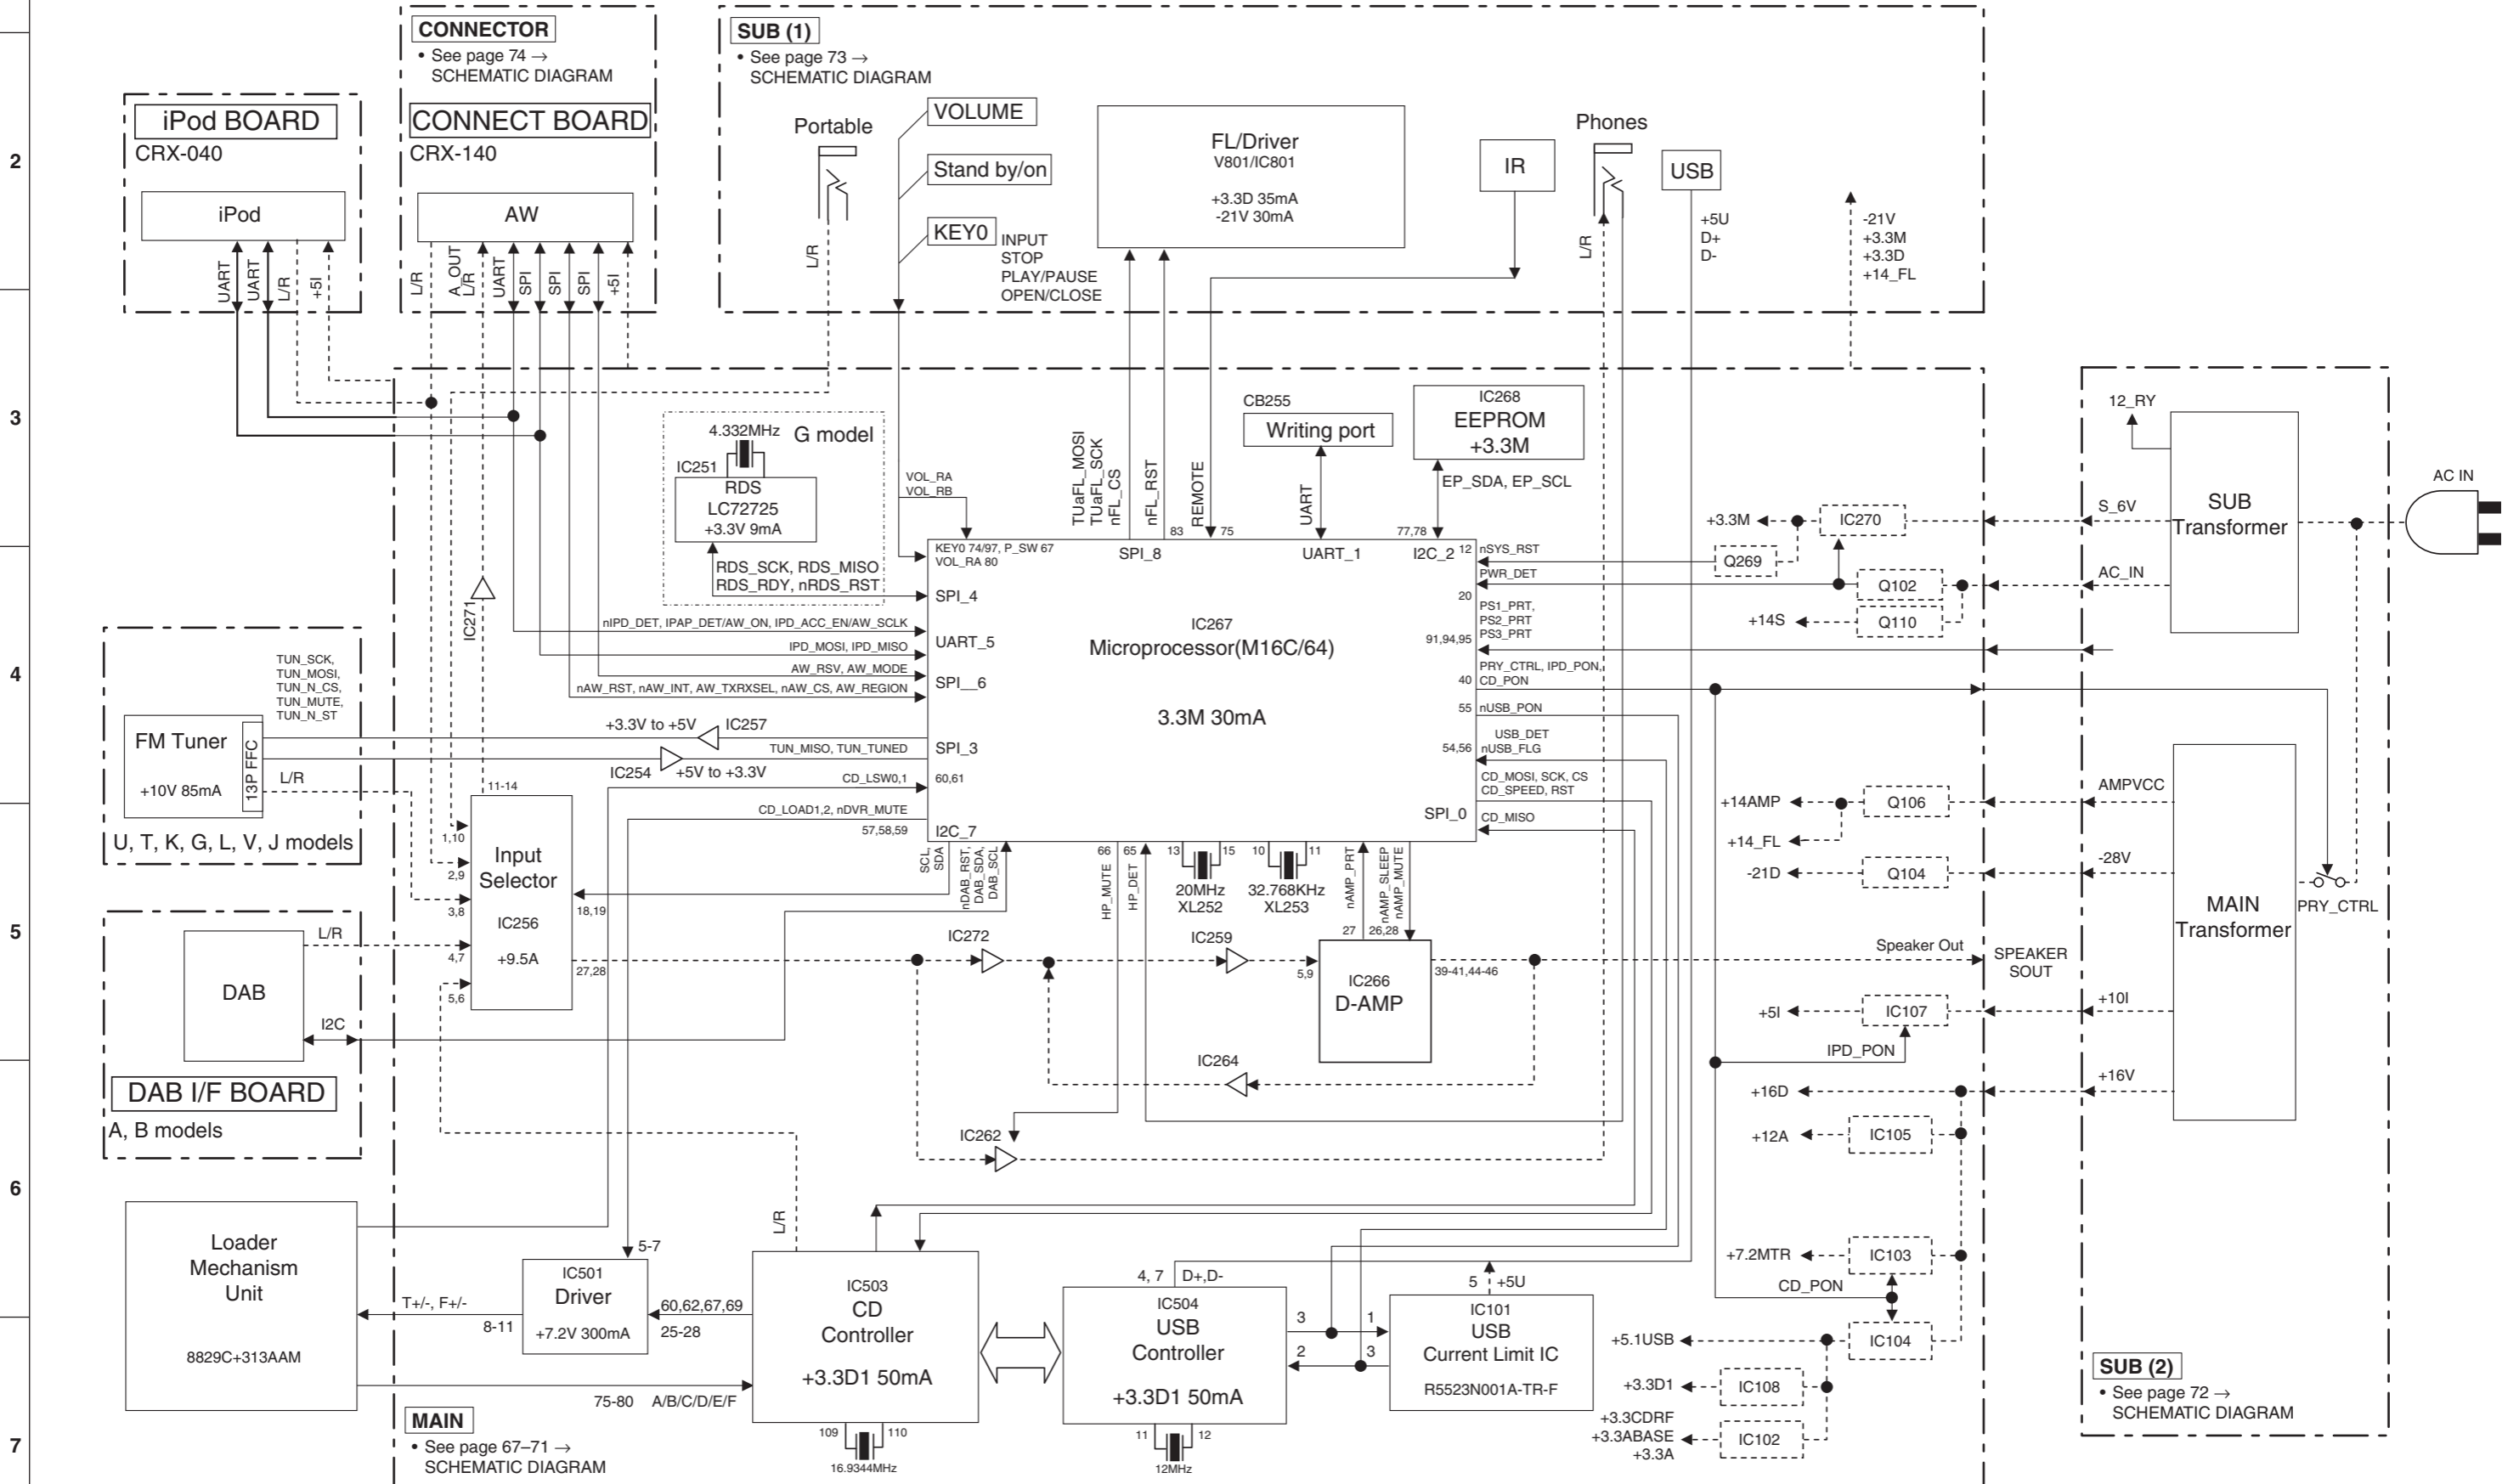 CONNECTOR
• See page 74 →
SCHEMATIC DIAGRAM
SUB (1)
• See page 73 →
SCHEMATIC DIAGRAM
2
iPod BOARD
CRX-040
iPod
UART
UART
L/R
+5I
CONNECT BOARD
CRX-140
AW
L/R
A_OUT
L/R
UART
SPI
SPI
SPI
+5I
Portable
L/R
VOLUME
Stand by/on
KEY0
INPUT
STOP
PLAY/PAUSE
OPEN/CLOSE
FL/Driver
V801/IC801
+3.3D 35mA
-21V 30mA
IR
Phones
L/R
USB
+5U
D+
D-
-21V
+3.3M
+3.3D
+14_FL
3
4.332MHz
G model
IC251
RDS
LC72725
+3.3V 9mA
RDS_SCK, RDS_MISO
RDS_RDY, nRDS_RST
VOL_RA
VOL_RB
TUaFL_MOSI
TUaFL_SCK
nFL_CS
nFL_RST
83
REMOTE
75
CB255
Writing port
UART
IC268
EEPROM
+3.3M
EP_SDA, EP_SCL
77,78
12_RY
SUB
Transformer
AC IN
S_6V
AC_IN
+3.3M
IC270
Q269
Q102
+14S
Q110
4
KEY0 74/97, P_SW 67
VOL_RA 80
SPI_8
UART_1
I2C_2
12
nSYS_RST
PWR_DET
20
PS1_PRT,
PS2_PRT
PS3_PRT
91,94,95
PRY_CTRL, IPD_PON,
40
CD_PON
55
nUSB_PON
USB_DET
54,56
nUSB_FLG
CD_MOSI, SCK, CS
CD_SPEED, RST
SPI_0
CD_MISO
SPI_4
UART_5
SPI__6
SPI_3
60,61
I2C_7
IC267
Microprocessor(M16C/64)
3.3M 30mA
nIPD_DET, IPAP_DET/AW_ON, IPD_ACC_EN/AW_SCLK
IPD_MOSI, IPD_MISO
AW_RSV, AW_MODE
nAW_RST, nAW_INT, AW_TXRXSEL, nAW_CS, AW_REGION
+3.3V to +5V
IC257
TUN_MISO, TUN_TUNED
IC254
+5V to +3.3V
CD_LSW0,1
CD_LOAD1,2, nDVR_MUTE
57,58,59
IC271
TUN_SCK,
TUN_MOSI,
TUN_N_CS,
TUN_MUTE,
TUN_N_ST
FM Tuner
+10V 85mA
13P FFC
L/R
U, T, K, G, L, V, J models
11-14
1,10
2,9
3,8
4,7
5,6
Input
Selector
IC256
+9.5A
18,19
27,28
SCL,
SDA
nDAB_RST,
DAB_SDA,
DAB_SCL
66
HP_MUTE
65
HP_DET
13
15
20MHz
XL252
10
11
32.768KHz
XL253
nAMP_PRT
27
nAMP_SLEEP
nAMP_MUTE
26,28
5
L/R
DAB
I2C
DAB I/F BOARD
A, B models
IC272
IC259
5,9
IC266
D-AMP
39-41,44-46
IC264
IC262
+14AMP
Q106
AMPVCC
+14_FL
-21D
Q104
-28V
MAIN
Transformer
PRY_CTRL
Speaker Out
SPEAKER
SOUT
+5I
IC107
+10I
IPD_PON
+16D
+16V
+12A
IC105
6
Loader
Mechanism
Unit
8829C+313AAM
T+/-, F+/-
8-11
5-7
IC501
Driver
+7.2V 300mA
60,62,67,69
25-28
75-80
A/B/C/D/E/F
L/R
IC503
CD
Controller
+3.3D1 50mA
109
110
16.9344MHz
4, 7
D+,D-
IC504
USB
Controller
+3.3D1 50mA
11
12
12MHz
3
1
2
3
5
+5U
IC101
USB
Current Limit IC
R5523N001A-TR-F
+7.2MTR
IC103
CD_PON
+5.1USB
IC104
+3.3D1
IC108
+3.3CDRF
+3.3ABASE
+3.3A
IC102
SUB (2)
• See page 72 →
SCHEMATIC DIAGRAM
7
MAIN
• See page 67–71 →
SCHEMATIC DIAGRAM